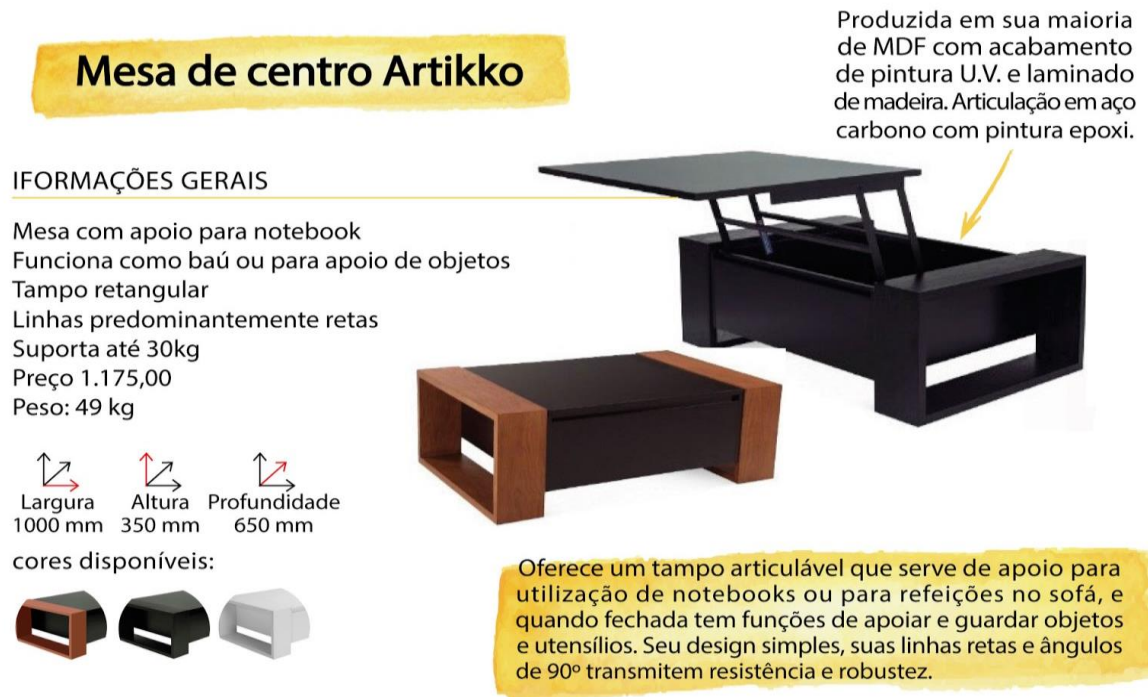 Mesa de centro Artikko
Produzida em sua maioria
de MDF com acabamento
de pintura U.V. e laminado
de madeira. Articulação em aço
carbono com pintura epoxi.
IFORMAÇÕES GERAIS
Mesa com apoio para notebook
Funciona como baú ou para apoio de objetos
Tampo retangular
Linhas predominantemente retas
Suporta até 30kg
Preço 1.175,00
Peso: 49 kg
Largura
1000 mm
Altura
350 mm
Profundidade
650 mm
cores disponíveis:
Oferece um tampo articulável que serve de apoio para
utilização de notebooks ou para refeições no sofá, e
quando fechada tem funções de apoiar e guardar objetos
e utensílios. Seu design simples, suas linhas retas e ângulos
de 90º transmitem resistência e robustez.